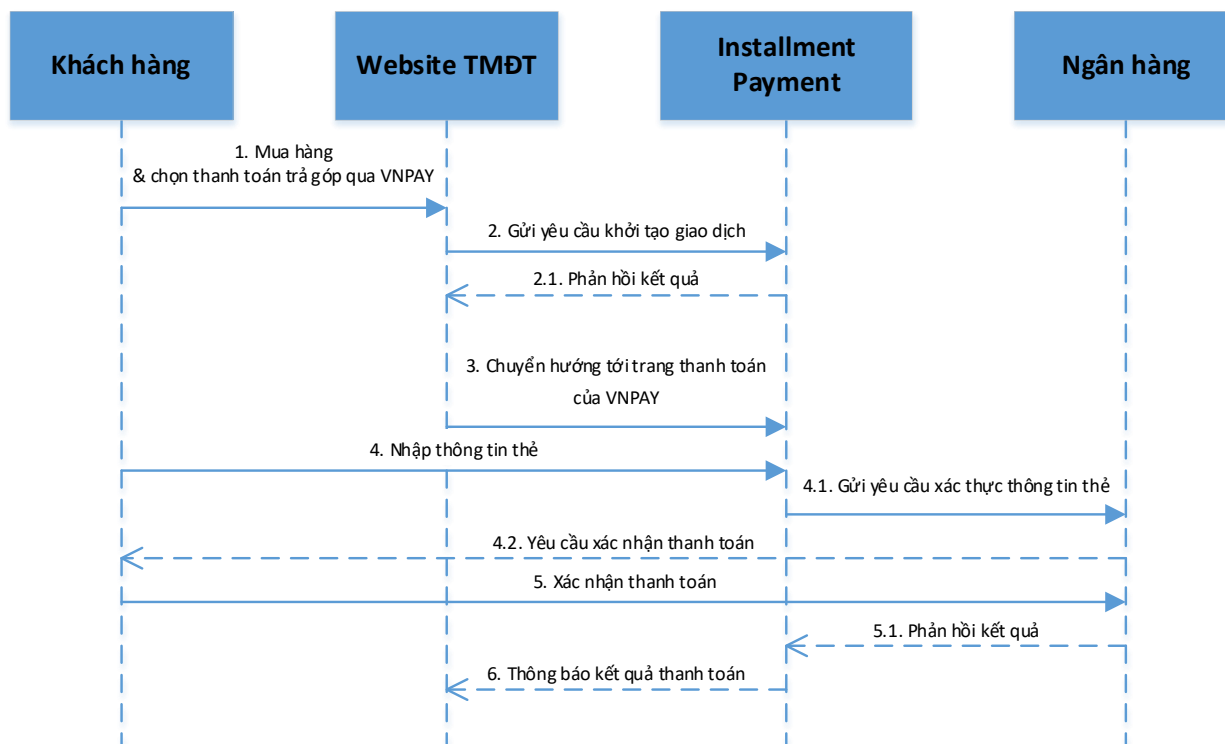 Khách hàng
Website TMĐT
Installment
Payment
Ngân hàng
1. Mua hàng
& chọn thanh toán trả góp qua VNPAY
2. Gửi yêu cầu khởi tạo giao dịch
2.1. Phản hồi kết quả
3. Chuyển hướng tới trang thanh toán
của VNPAY
4. Nhập thông tin thẻ
4.1. Gửi yêu cầu xác thực thông tin thẻ
4.2. Yêu cầu xác nhận thanh toán
5. Xác nhận thanh toán
5.1. Phản hồi kết quả
6. Thông báo kết quả thanh toán